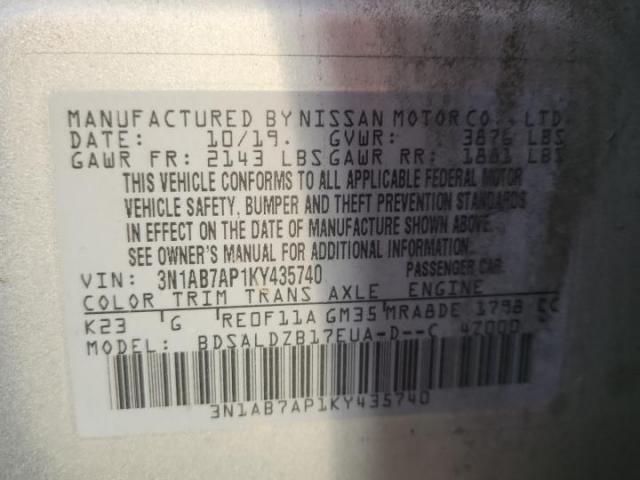 MANUFACTURED BY NISSAN MOTOR CO., LTD.
DATE: 10/19. GVWR: 3876 LBS
GAWR FR: 2143 LBS GAWR RR: 1881 LBS
THIS VEHICLE CONFORMS TO ALL APPLICABLE FEDERAL MOTOR
VEHICLE SAFETY, BUMPER AND THEFT PREVENTION STANDARDS
IN EFFECT ON THE DATE OF MANUFACTURE SHOWN ABOVE.
SEE OWNER'S MANUAL FOR ADDITIONAL INFORMATION.
VIN: 3N1AB7AP1KY435740 PASSENGER CAR
COLOR TRIM TRANS AXLE ENGINE
K23 G RE0F11A GM35 MRA8DE 1798 CC
MODEL BDSALDZB17EUA-D--C 47000
3N1AB7AP1KY435740